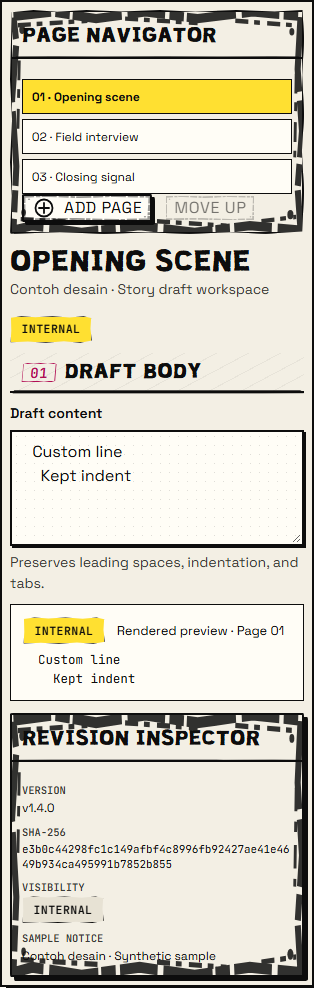 PAGE NAVIGATOR
01 · Opening scene
02 · Field interview
03 · Closing signal
ADD PAGE MOVE UP
OPENING SCENE
Contoh desain · Story draft workspace
INTERNAL
01 DRAFT BODY
Draft content
Custom line
Kept indent
Preserves leading spaces, indentation, and
tabs.
INTERNAL Rendered preview · Page 01
Custom line
Kept indent
REVISION INSPECTOR
VERSION
v1.4.0
SHA-256
e3b0c44298fc1c149afbf4c8996fb92427ae41e46
49b934ca495991b7852b855
VISIBILITY
INTERNAL
SAMPLE NOTICE
Contoh desain · Synthetic sample